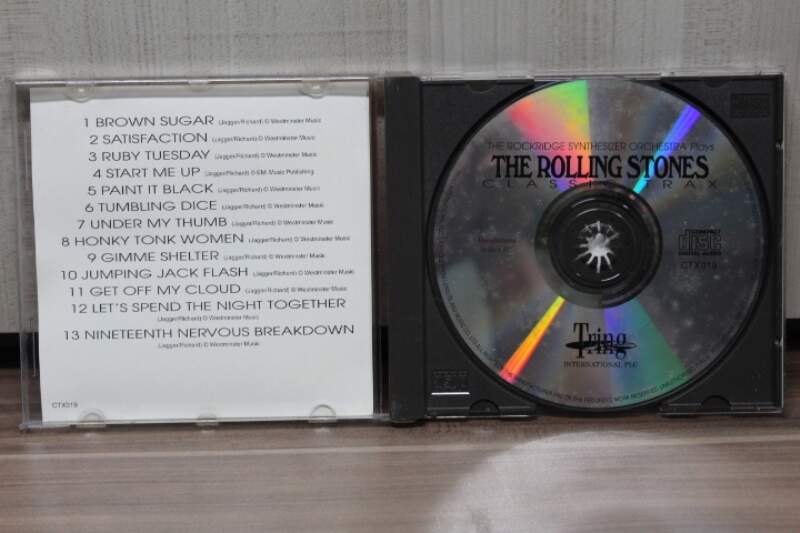 1 BROWN SUGAR (Jagger/Richard) © Westminster Music
2 SATISFACTION (Jagger/Richard) © Westminster Music
3 RUBY TUESDAY (Jagger/Richard) © Westminster Music
4 START ME UP (Jagger/Richard) © EMI Music Publishing
5 PAINT IT BLACK (Jagger/Richard) © Westminster Music
6 TUMBLING DICE (Jagger/Richard) © Westminster Music
7 UNDER MY THUMB (Jagger/Richard) © Westminster Music
8 HONKY TONK WOMEN (Jagger/Richard) © Westminster Music
9 GIMME SHELTER (Jagger/Richard) © Westminster Music
10 JUMPING JACK FLASH (Jagger/Richard) © Westminster Music
11 GET OFF MY CLOUD (Jagger/Richard) © Westminster Music
12 LET'S SPEND THE NIGHT TOGETHER
(Jagger/Richard) © Westminster Music
13 NINETEENTH NERVOUS BREAKDOWN
(Jagger/Richard) © Westminster Music
CTX019
THE ROCKRIDGE SYNTHESIZER ORCHESTRA Plays
THE ROLLING STONES
CLASSIC TRAX
COMPACT
disc
DIGITAL AUDIO
CTX019
Tring
INTERNATIONAL PLC